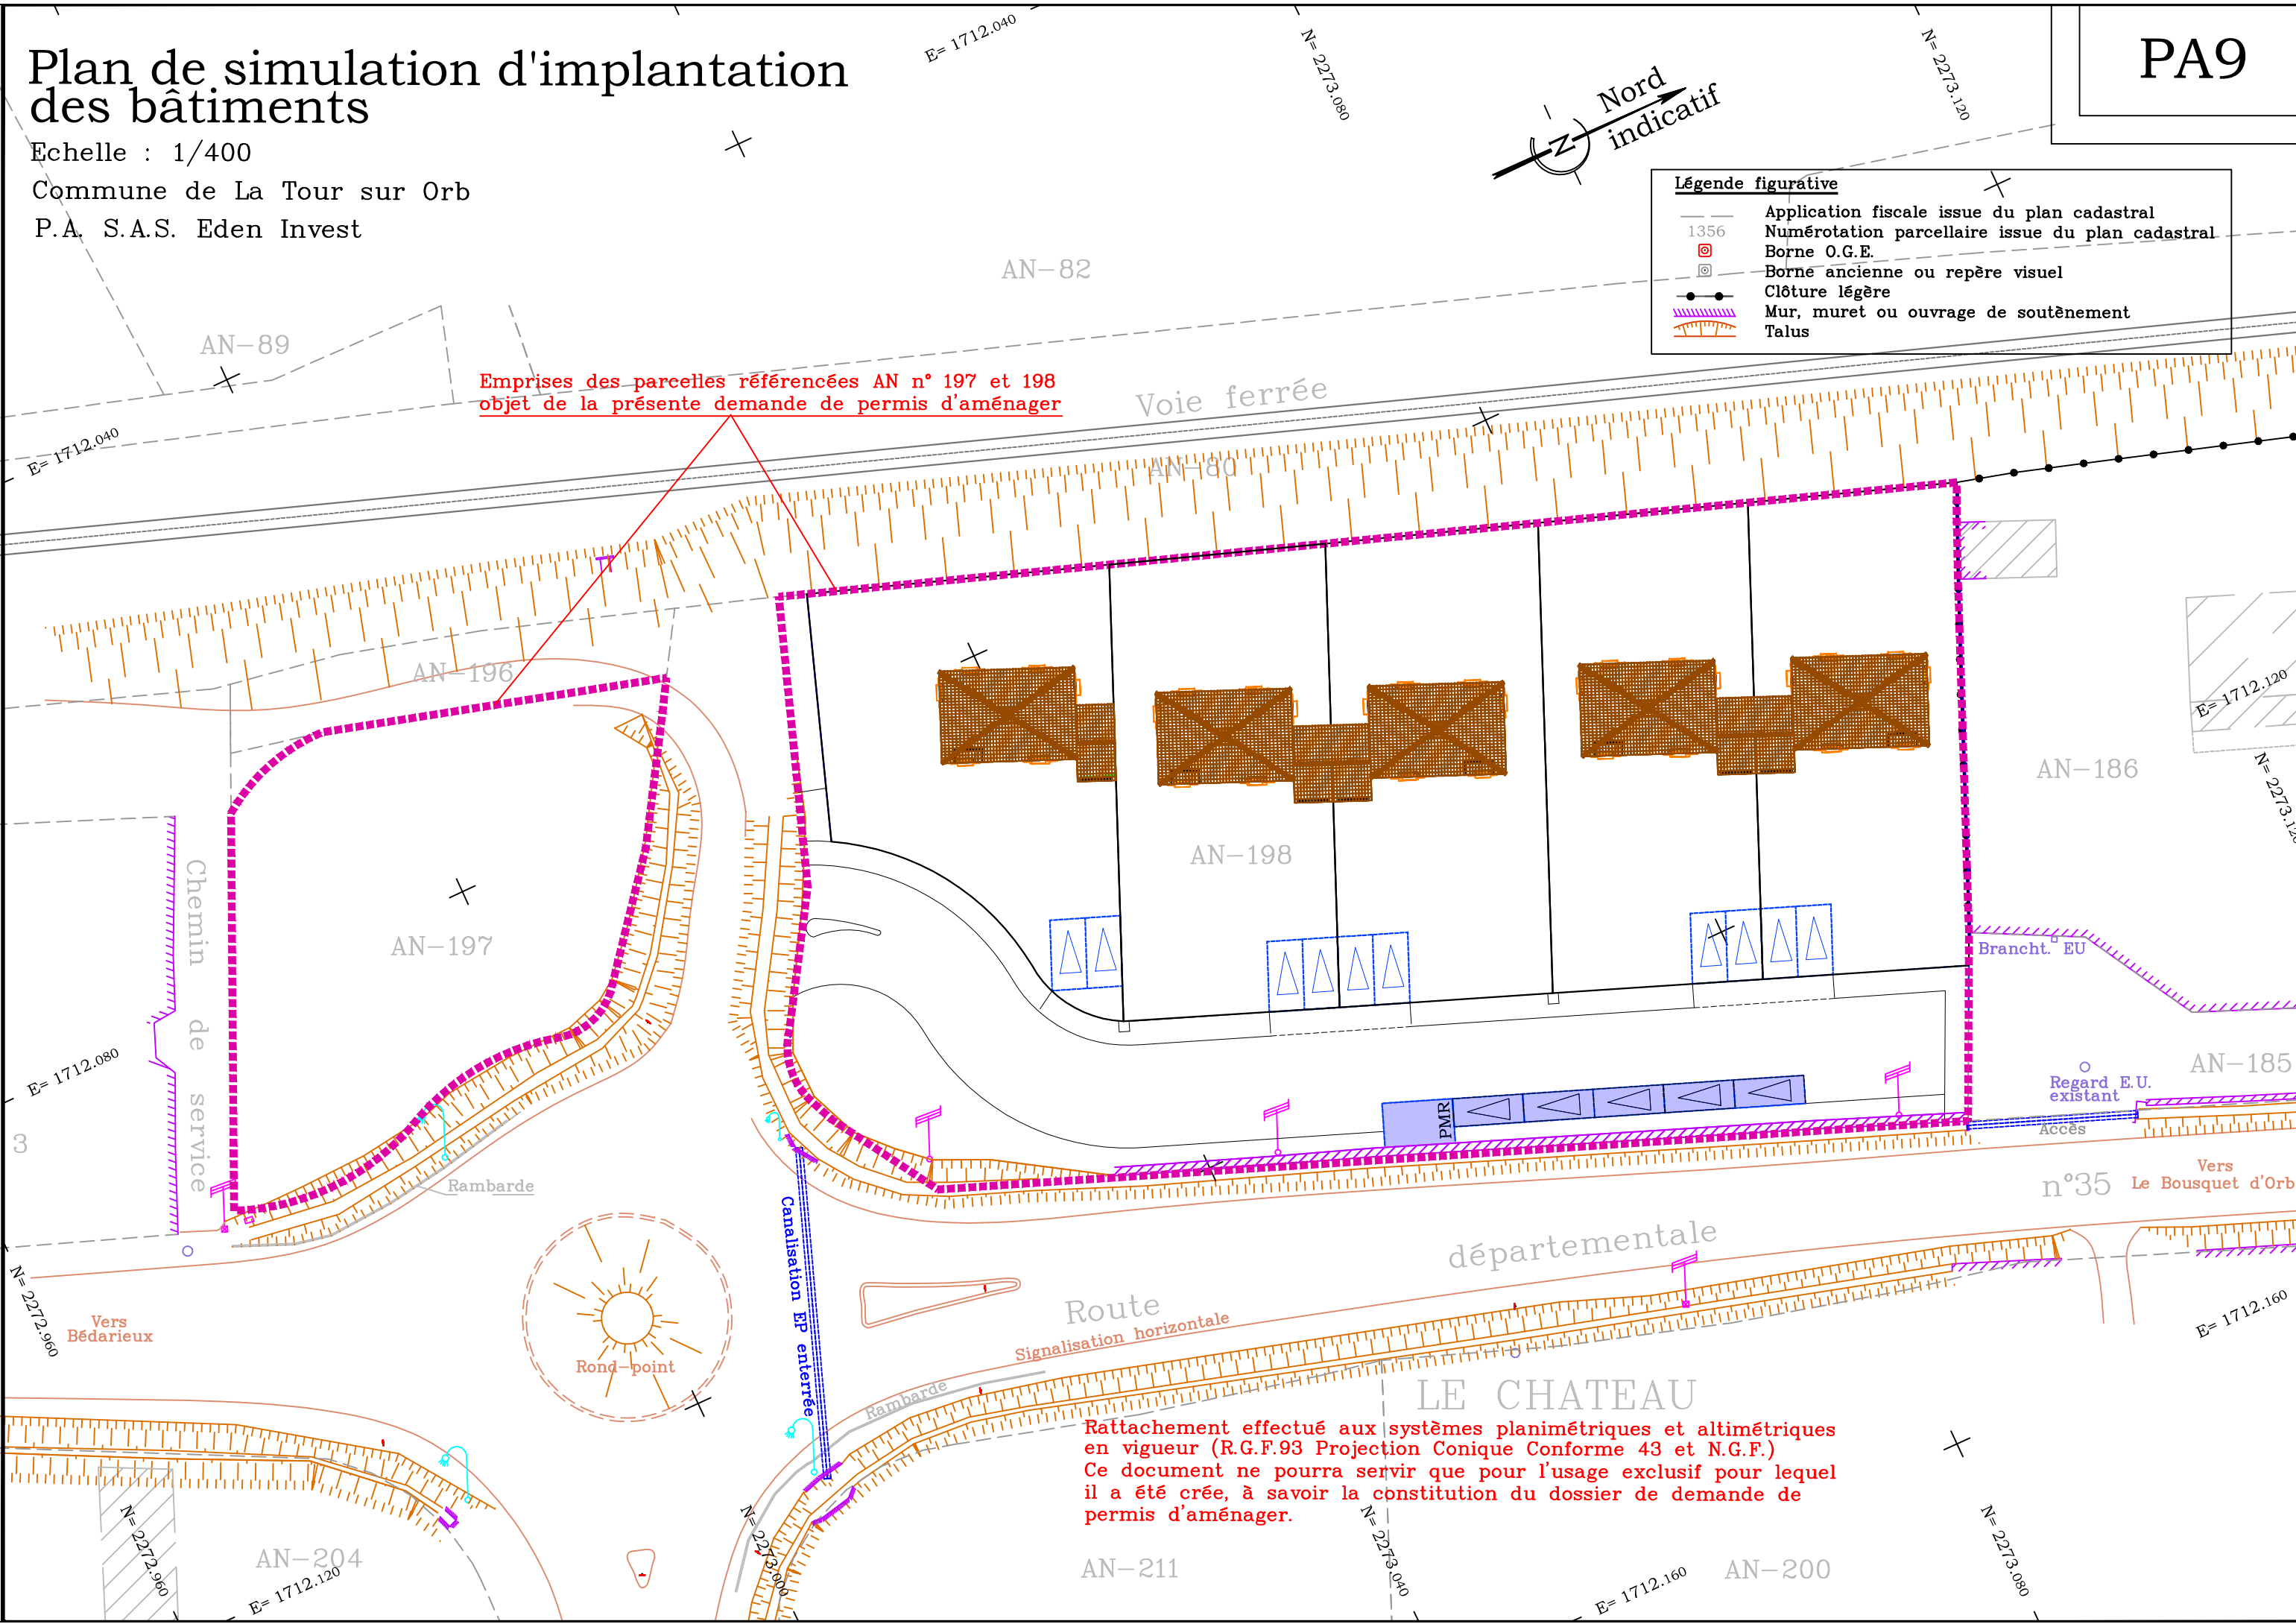 Plan de simulation d'implantation
des bâtiments
Echelle : 1/400
Commune de La Tour sur Orb
P.A. S.A.S. Eden Invest
PA9
E= 1712.040
N= 2273.080
N= 2273.120
Nord
indicatif
Légende figurative
Application fiscale issue du plan cadastral
1356
Numérotation parcellaire issue du plan cadastral
Borne O.G.E.
Borne ancienne ou repère visuel
Clôture légère
Mur, muret ou ouvrage de soutènement
Talus
AN-82
AN-89
Emprises des parcelles référencées AN n° 197 et 198
objet de la présente demande de permis d'aménager
Voie ferrée
E= 1712.040
AN-80
AN-196
E= 1712.120
AN-186
N= 2273.120
AN-198
AN-197
Chemin de service
Brancht. EU
E= 1712.080
AN-185
Regard E.U.
existant
PMR
Accès
3
Rambarde
n°35
Vers
Le Bousquet d'Orb
Canalisation EP enterrée
départementale
Route
N= 2272.960
Vers
Bédarieux
Rond-point
Signalisation horizontale
E= 1712.160
Rambarde
LE CHATEAU
Rattachement effectué aux systèmes planimétriques et altimétriques
en vigueur (R.G.F.93 Projection Conique Conforme 43 et N.G.F.)
Ce document ne pourra servir que pour l'usage exclusif pour lequel
il a été crée, à savoir la constitution du dossier de demande de
permis d'aménager.
N= 2272.960
N= 2273.000
N= 2273.040
N= 2273.080
AN-204
E= 1712.120
AN-211
E= 1712.160
AN-200
N